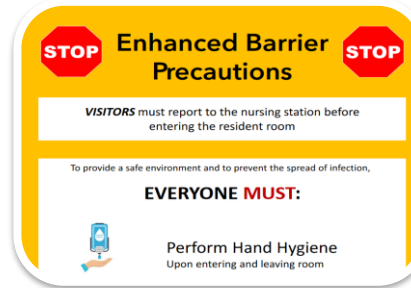 STOP
Enhanced Barrier
Precautions
STOP
VISITORS must report to the nursing station before
entering the resident room
To provide a safe environment and to prevent the spread of infection,
EVERYONE MUST:
Perform Hand Hygiene
Upon entering and leaving room